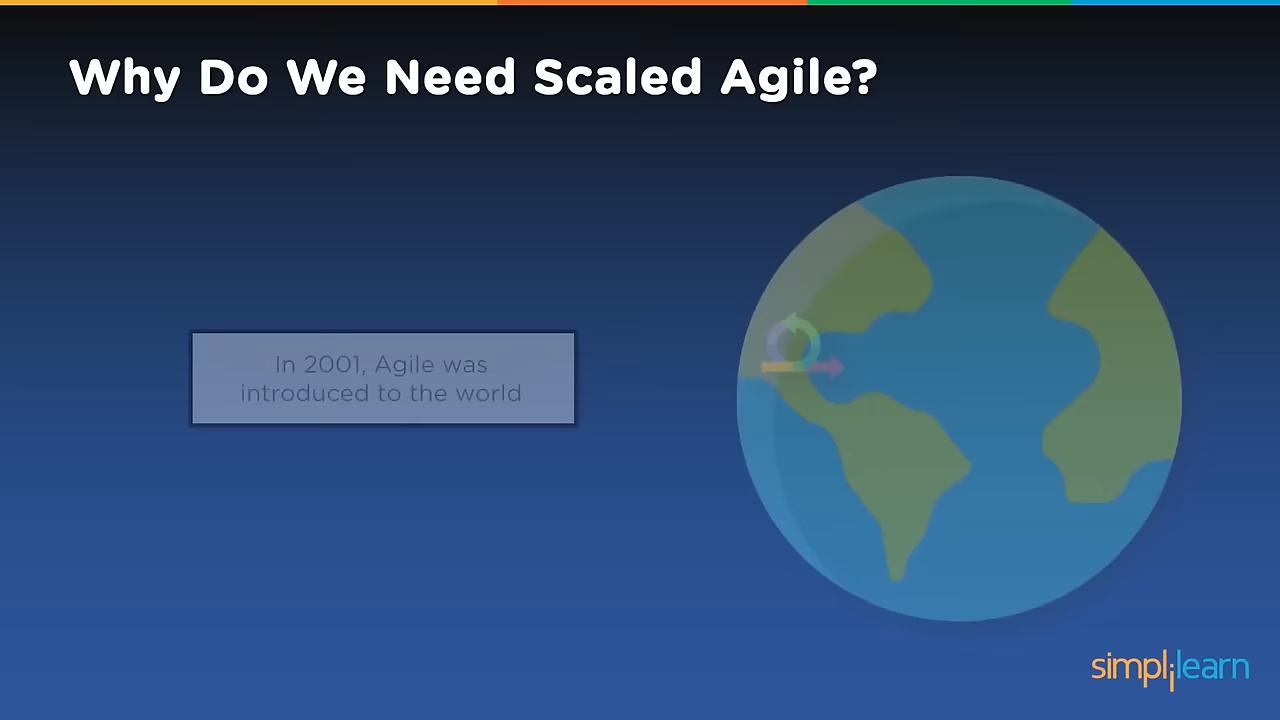 Why Do We Need Scaled Agile?
In 2001, Agile was
introduced to the world
simplilearn